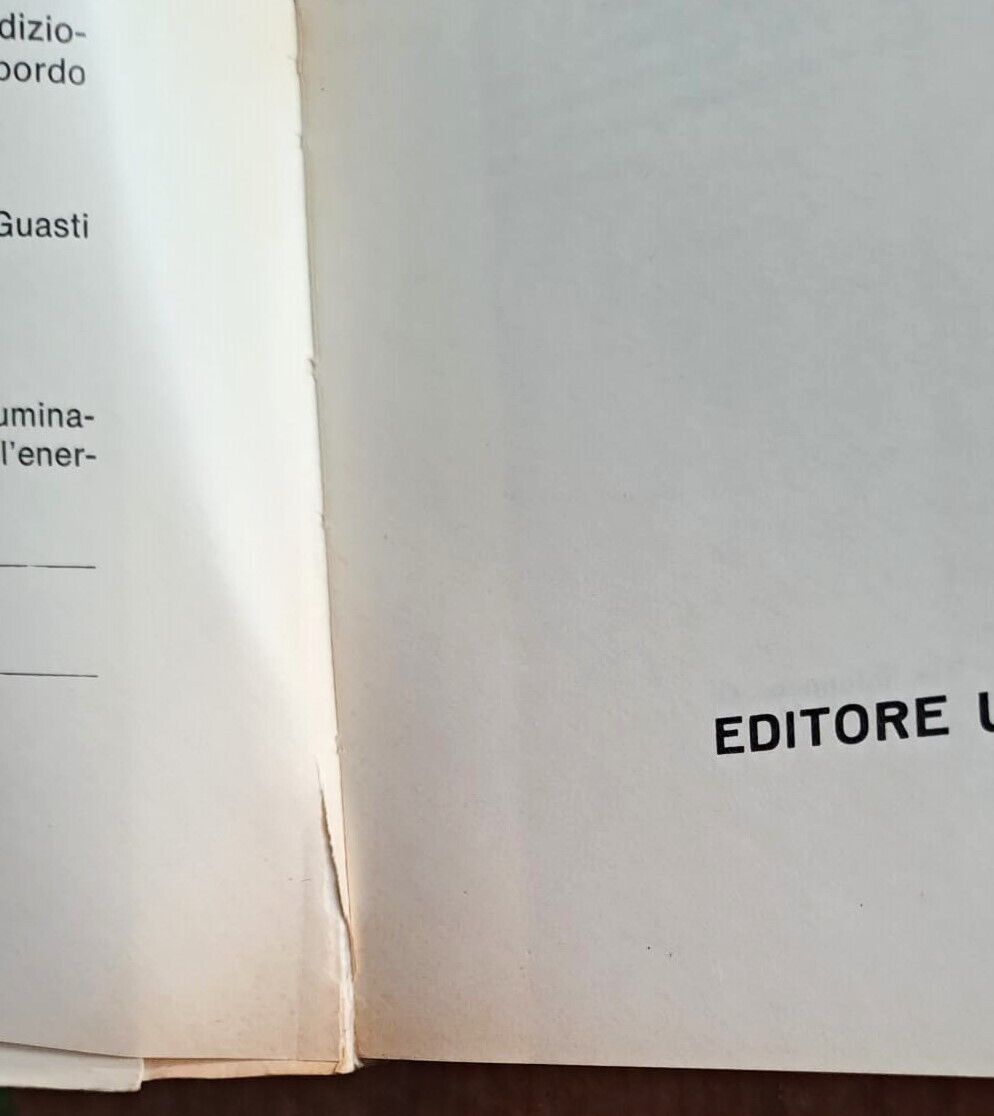 dizio-
bordo
Guasti
umina-
l'ener-
EDITORE U